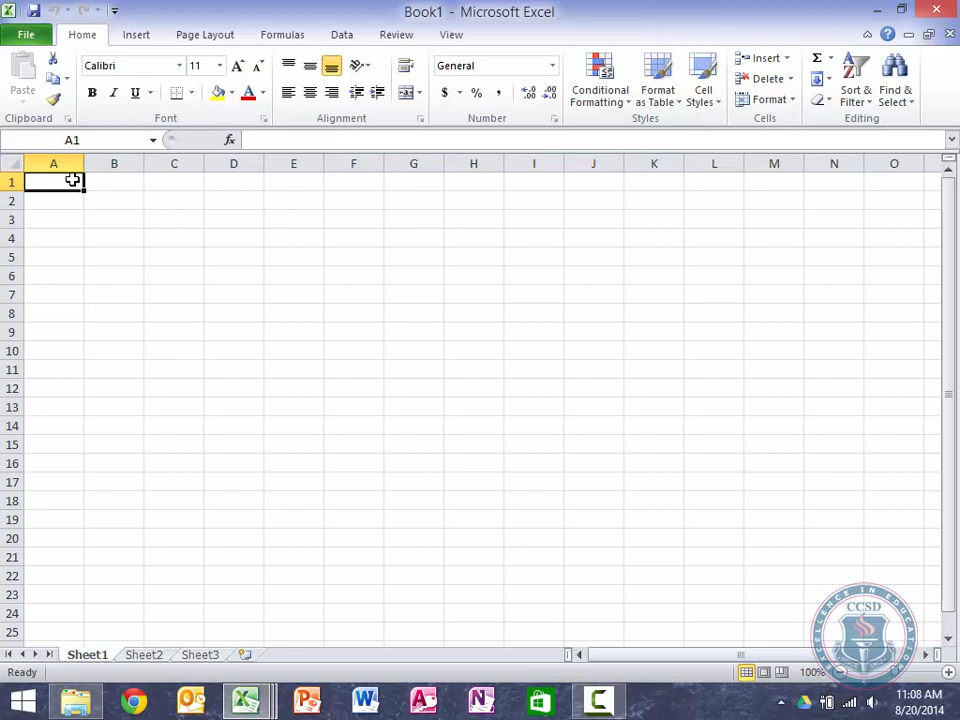 Book1 - Microsoft Excel
File Home Insert Page Layout Formulas Data Review View
Paste
Clipboard
Calibri 11
B I U A
Font
Alignment
General
$ % ,
Number
Conditional Formatting
Format as Table
Cell Styles
Styles
Insert
Delete
Format
Cells
Σ
Sort & Filter
Find & Select
Editing
A1 fx
A B C D E F G H I J K L M N O
1
2
3
4
5
6
7
8
9
10
11
12
13
14
15
16
17
18
19
20
21
22
23
24
25
EXCELLENCE IN EDUCATION
CCSD
Sheet1 Sheet2 Sheet3
Ready 100%
11:08 AM
8/20/2014